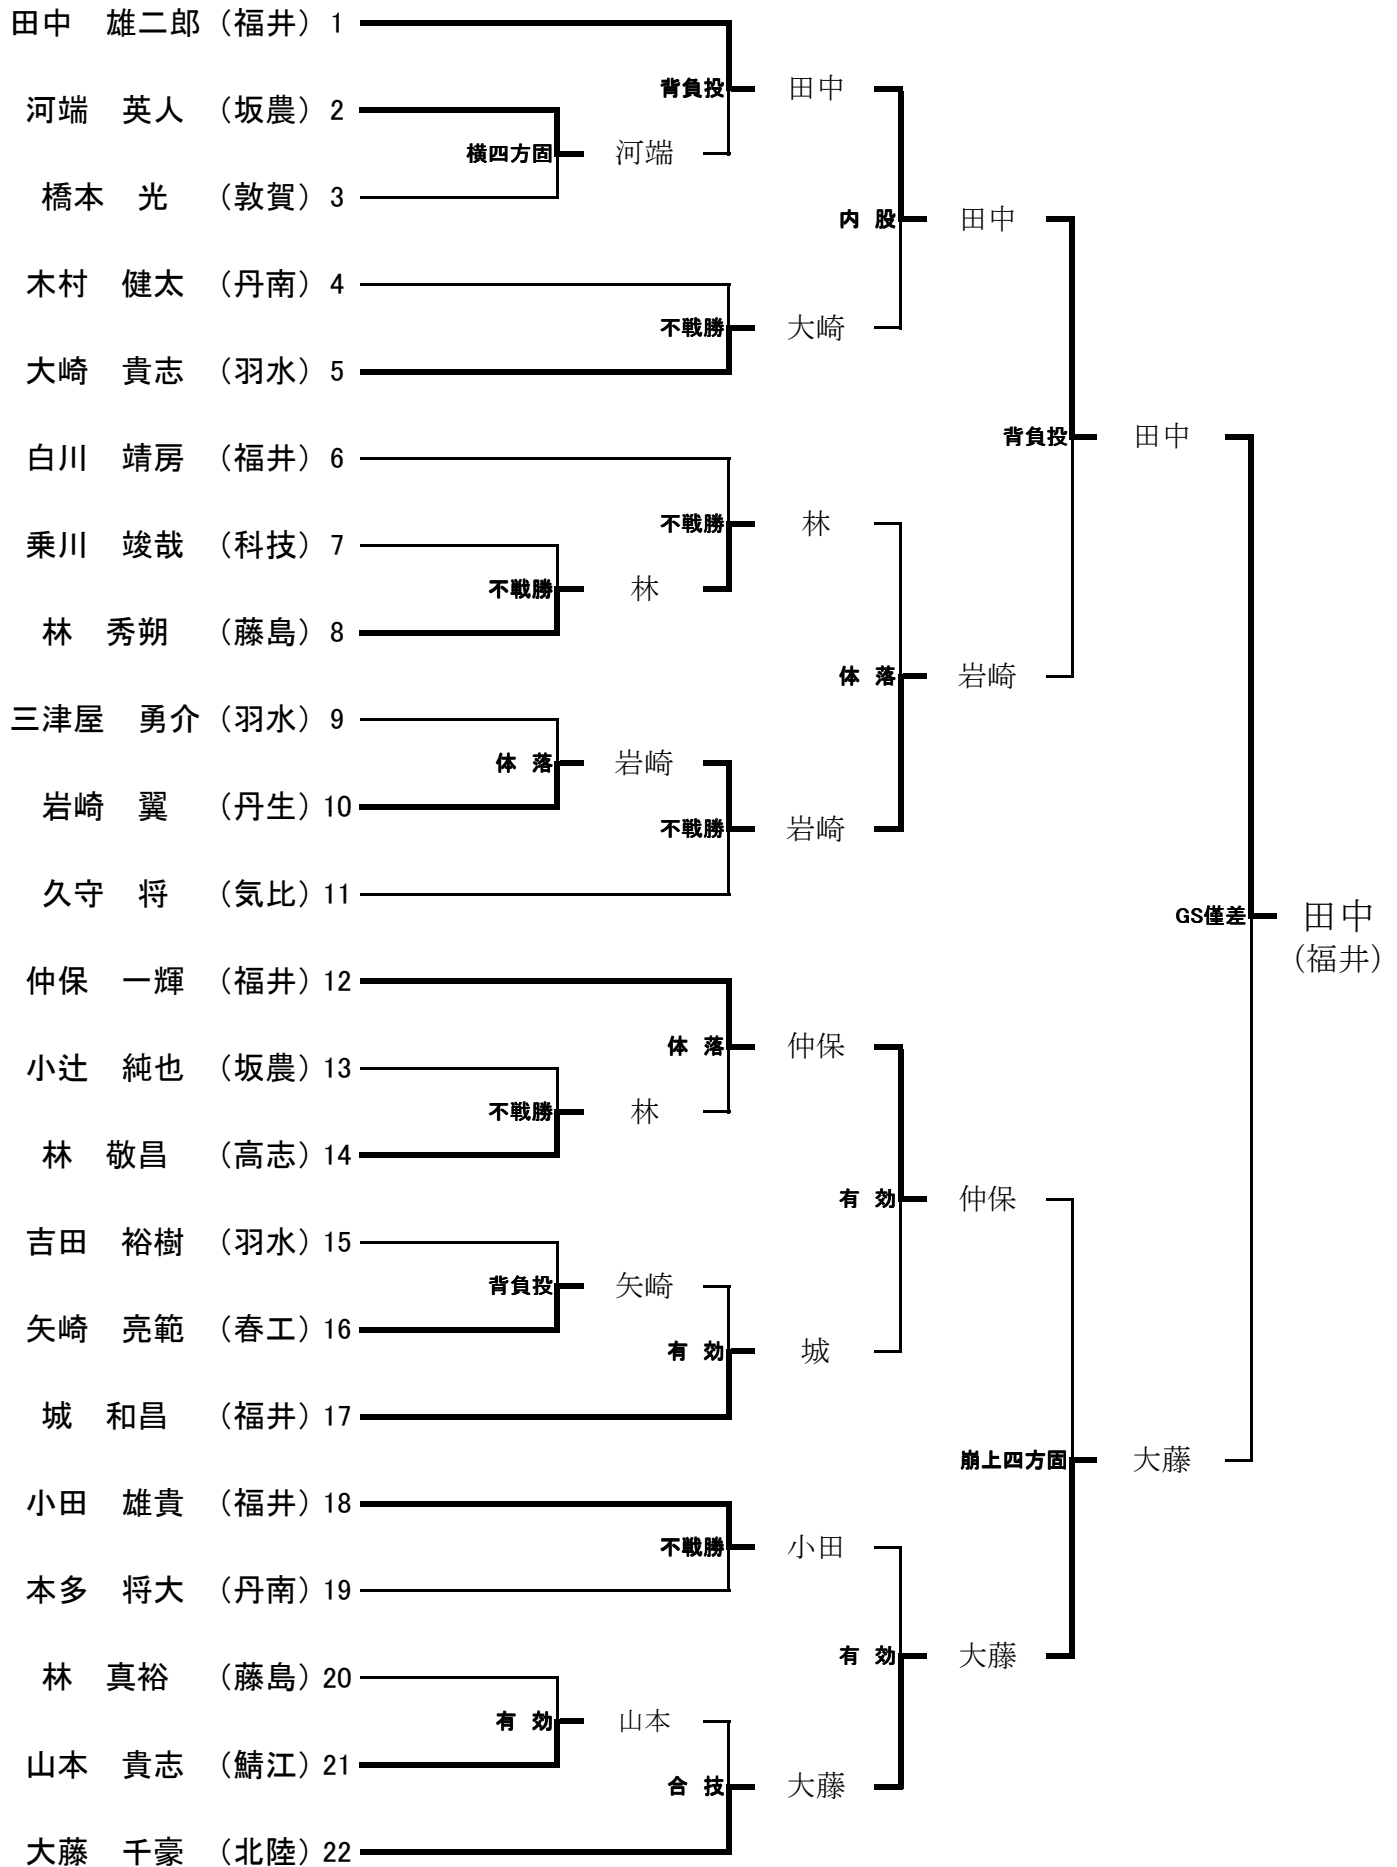 田中　雄二郎（福井）1
背負投　田中
河端　英人　（坂農）2
横四方固　河端
橋本　光　（敦賀）3
内 股　田中
木村　健太　（丹南）4
不戦勝　大崎
大崎　貴志　（羽水）5
背負投　田中
白川　靖房　（福井）6
不戦勝　林
乗川　竣哉　（科技）7
不戦勝　林
林　秀朔　（藤島）8
体 落　岩崎
三津屋　勇介（羽水）9
体 落　岩崎
岩崎　翼　（丹生）10
不戦勝　岩崎
久守　将　（気比）11
GS僅差　田中
（福井）
仲保　一輝　（福井）12
体 落　仲保
小辻　純也　（坂農）13
不戦勝　林
林　敬昌　（高志）14
有 効　仲保
吉田　裕樹　（羽水）15
背負投　矢崎
矢崎　亮範　（春工）16
有 効　城
城　和昌　（福井）17
崩上四方固　大藤
小田　雄貴　（福井）18
不戦勝　小田
本多　将大　（丹南）19
有 効　大藤
林　真裕　（藤島）20
有 効　山本
山本　貴志　（鯖江）21
合 技　大藤
大藤　千豪　（北陸）22